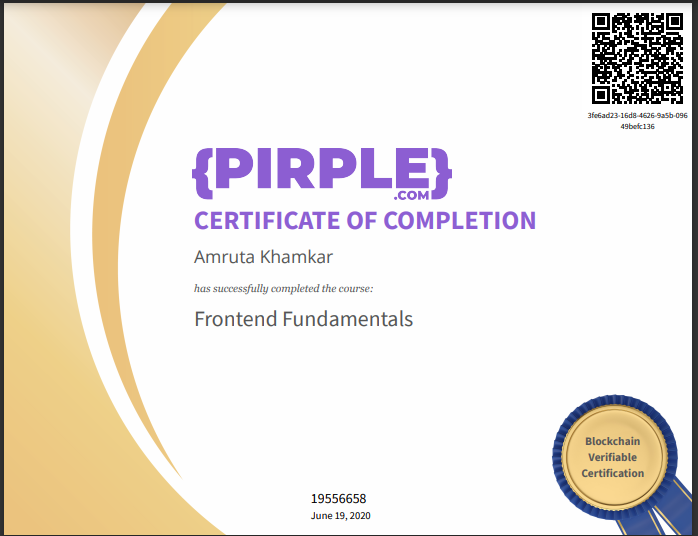 3fe6ad23-16d8-4626-9a5b-096
49befc136
{PIRPLE}
.COM
CERTIFICATE OF COMPLETION
Amruta Khamkar
has successfully completed the course:
Frontend Fundamentals
Blockchain
Verifiable
Certification
19556658
June 19, 2020